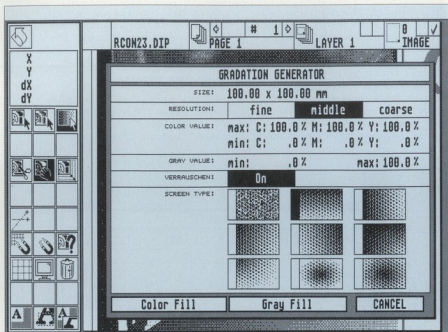 RCON23.DIP
# 1
PAGE 1
LAYER 1
0
IMAGE
X
Y
dX
dY
GRADATION GENERATOR
SIZE: 100.00 x 100.00 mm
RESOLUTION: fine middle coarse
COLOR VALUE: max: C: 100.0 % M: 100.0 % Y: 100.0 %
min: C: .0 % M: .0 % Y: .0 %
GRAY VALUE: min: .0 % max: 100.0 %
VERRAUSCHEN: On
SCREEN TYPE:
Color Fill Gray Fill CANCEL
A A A